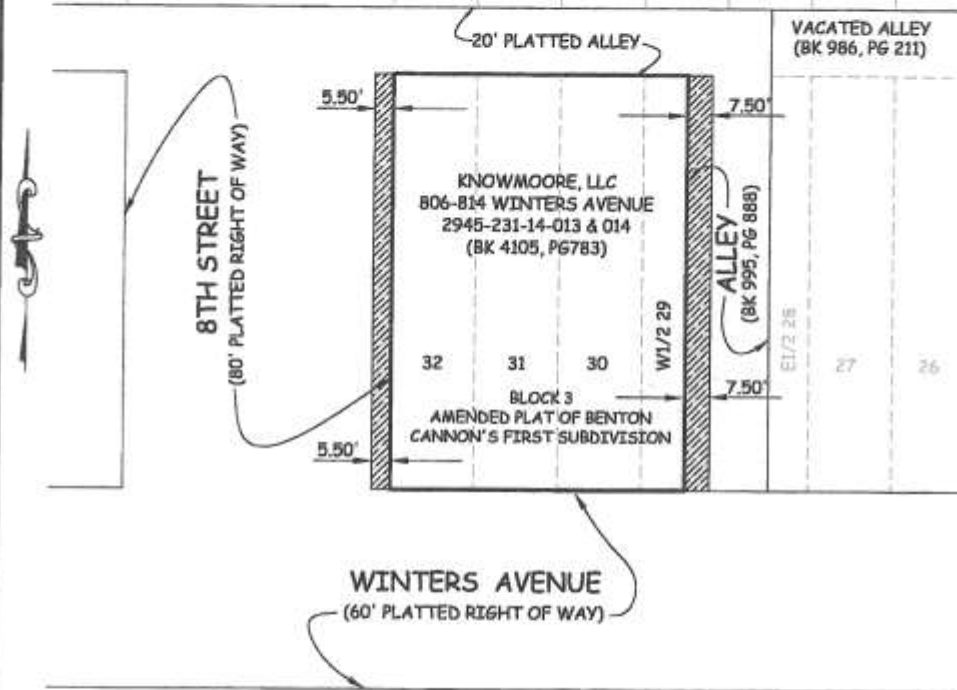 20' PLATTED ALLEY
VACATED ALLEY
(BK 986, PG 211)
5.50'
7.50'
KNOWMOORE, LLC
806-814 WINTERS AVENUE
2945-231-14-013 & 014
(BK 4105, PG783)
8TH STREET
(80' PLATTED RIGHT OF WAY)
ALLEY
(BK 995, PG 888)
W1/2 29
E1/2 28
32
31
30
27
26
7.50'
BLOCK 3
AMENDED PLAT OF BENTON
CANNON'S FIRST SUBDIVISION
5.50'
WINTERS AVENUE
(60' PLATTED RIGHT OF WAY)